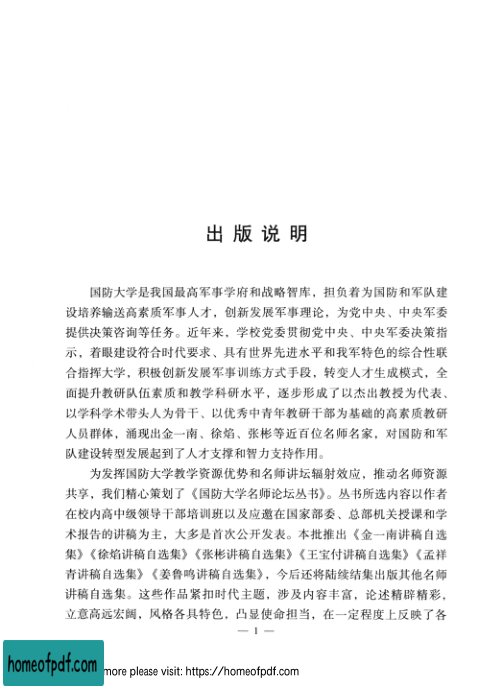 出版说明
国防大学是我国最高军事学府和战略智库，担负着为国防和军队建
设培养输送高素质军事人才，创新发展军事理论，为党中央、中央军委
提供决策咨询等任务。近年来，学校党委贯彻党中央、中央军委决策指
示，着眼建设符合时代要求、具有世界先进水平和我军特色的综合性联
合指挥大学，积极创新发展军事训练方式手段，转变人才生成模式，全
面提升教研队伍素质和教学科研水平，逐步形成了以杰出教授为代表、
以学科学术带头人为骨干、以优秀中青年教研干部为基础的高素质教研
人员群体，涌现出金一南、徐焰、张彬等近百位名师名家，对国防和军
队建设转型发展起到了人才支撑和智力支持作用。
为发挥国防大学教学资源优势和名师讲坛辐射效应，推动名师资源
共享，我们精心策划了《国防大学名师论坛丛书》。丛书所选内容以作者
在校内高中级领导干部培训班以及应邀在国家部委、总部机关授课和学
术报告的讲稿为主，大多是首次公开发表。本批推出《金一南讲稿自选
集》《徐焰讲稿自选集》《张彬讲稿自选集》《王宝付讲稿自选集》《孟祥
青讲稿自选集》《姜鲁鸣讲稿自选集》，今后还将陆续结集出版其他名师
讲稿自选集。这些作品紧扣时代主题，涉及内容丰富，论述精辟精彩，
立意高远宏阔，风格各具特色，凸显使命担当，在一定程度上反映了各
— 1 —
homeofpdf.com
more please visit: https://homeofpdf.com